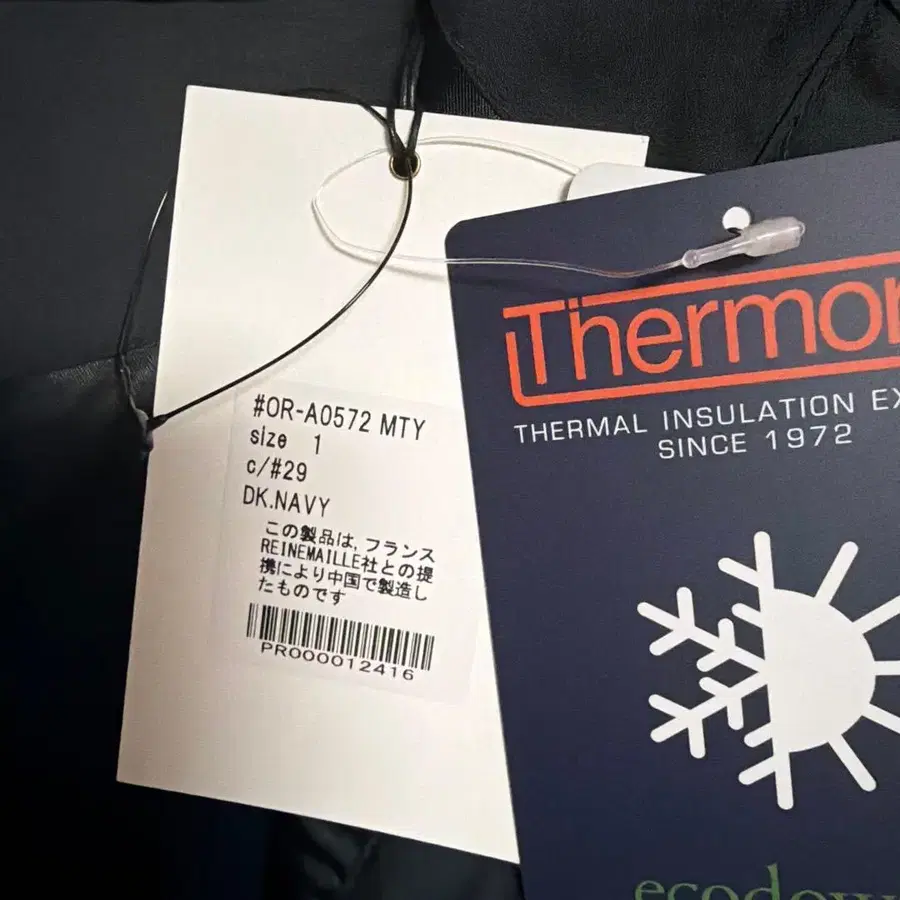 #OR-A0572 MTY
size 1
c/#29
DK.NAVY
この製品は,フランス
REINEMAILLE社との提
携により中国で製造し
たものです
PR000012416
Thermo
THERMAL INSULATION EX
SINCE 1972
ecodow